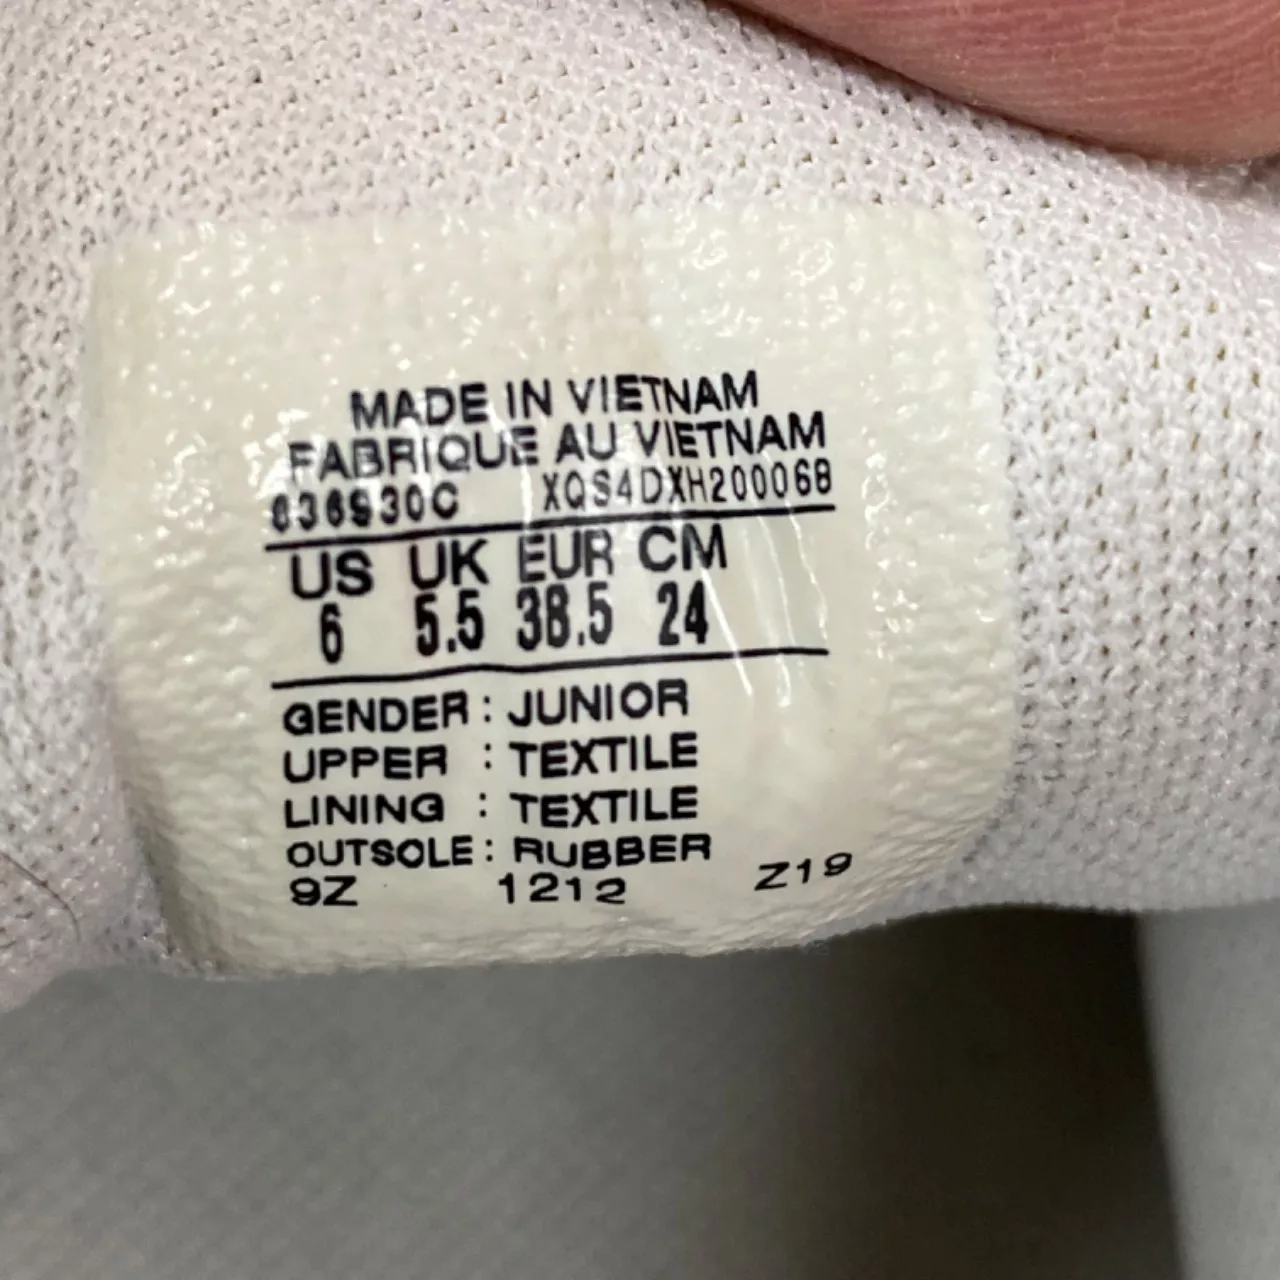 MADE IN VIETNAM
FABRIQUE AU VIETNAM
636930C XQS4DXH200068
US UK EUR CM
6 5.5 38.5 24
GENDER : JUNIOR
UPPER : TEXTILE
LINING : TEXTILE
OUTSOLE : RUBBER
9Z 1212 Z19